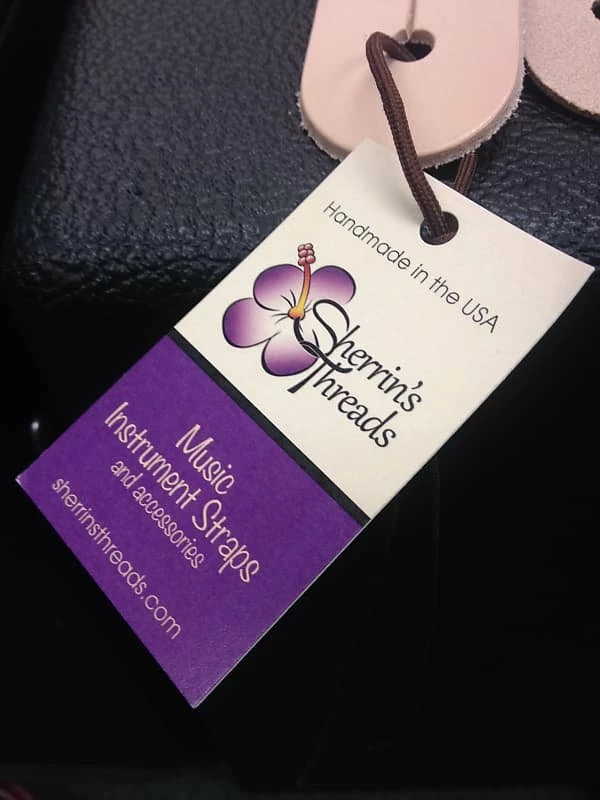 Handmade in the USA
Sherrin's
Threads
Music
Instrument Straps
and accessories
sherrinsthreads.com